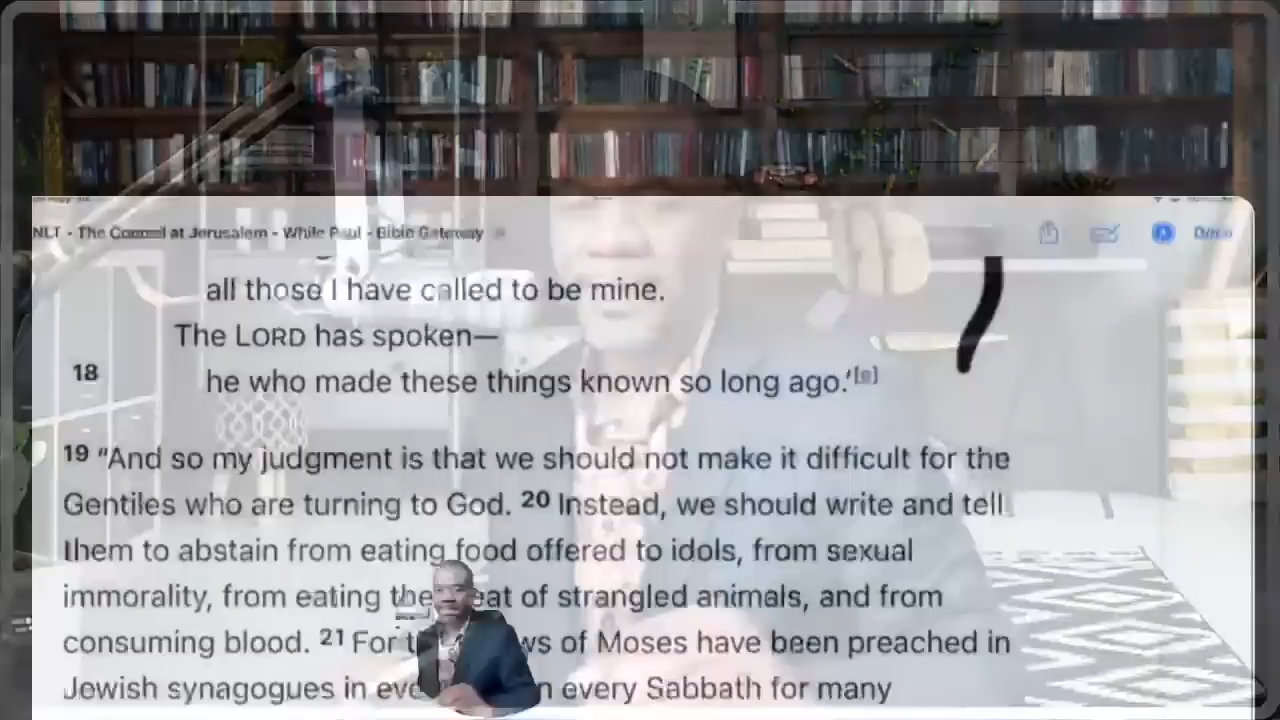 NLT - The Council at Jerusalem - While Paul - Bible Gateway
all those I have called to be mine.
The LORD has spoken—
18 he who made these things known so long ago.'[e]
19 "And so my judgment is that we should not make it difficult for the
Gentiles who are turning to God. 20 Instead, we should write and tell
them to abstain from eating food offered to idols, from sexual
immorality, from eating the eat of strangled animals, and from
consuming blood. 21 For ws of Moses have been preached in
Jewish synagogues in eve n every Sabbath for many